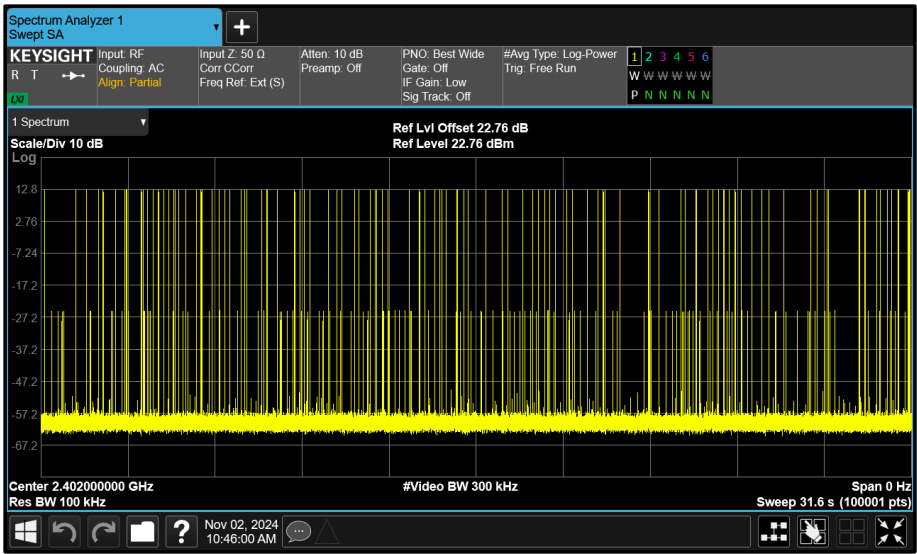 Spectrum Analyzer 1
Swept SA
+
KEYSIGHT Input: RF Input Z: 50 Ω Atten: 10 dB PNO: Best Wide #Avg Type: Log-Power 1 2 3 4 5 6
R T Coupling: AC Corr CCorr Preamp: Off Gate: Off Trig: Free Run W W W W W W
Align: Partial Freq Ref: Ext (S) IF Gain: Low P N N N N N
LXI Sig Track: Off
1 Spectrum
Ref Lvl Offset 22.76 dB
Scale/Div 10 dB Ref Level 22.76 dBm
Log
12.8
2.76
-7.24
-17.2
-27.2
-37.2
-47.2
-57.2
-67.2
Center 2.402000000 GHz #Video BW 300 kHz Span 0 Hz
Res BW 100 kHz Sweep 31.6 s (100001 pts)
? Nov 02, 2024
10:46:00 AM